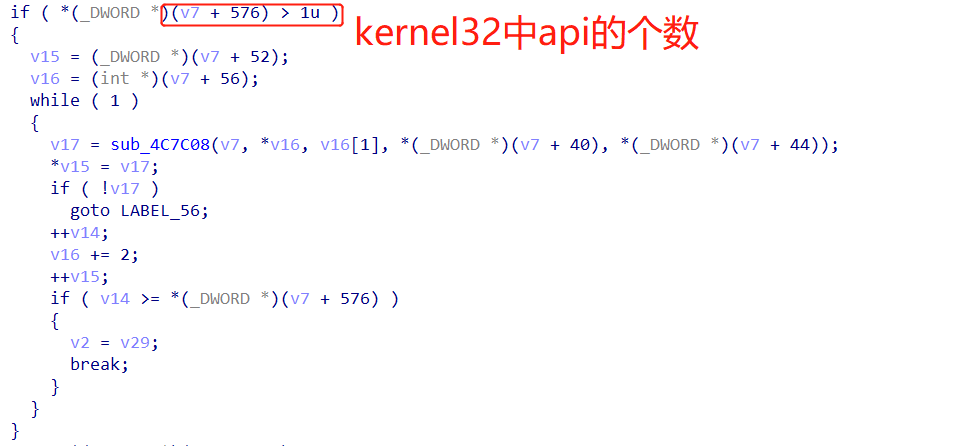 if ( *(_DWORD *)(v7 + 576) > 1u )
kernel32中api的个数
{
v15 = (_DWORD *)(v7 + 52);
v16 = (int *)(v7 + 56);
while ( 1 )
{
v17 = sub_4C7C08(v7, *v16, v16[1], *(_DWORD *)(v7 + 40), *(_DWORD *)(v7 + 44));
*v15 = v17;
if ( !v17 )
goto LABEL_56;
++v14;
v16 += 2;
++v15;
if ( v14 >= *(_DWORD *)(v7 + 576) )
{
v2 = v29;
break;
}
}
}